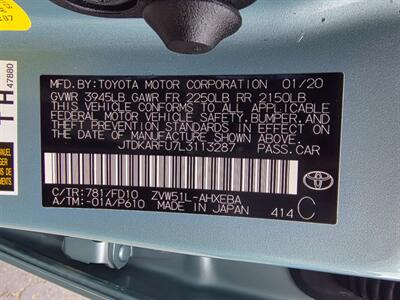 MFD. BY:TOYOTA MOTOR CORPORATION 01/20
GVWR 3945LB GAWR FR 2250LB RR 2150LB
THIS VEHICLE CONFORMS TO ALL APPLICABLE
FEDERAL MOTOR VEHICLE SAFETY,BUMPER,AND
THEFT PREVENTION STANDARDS IN EFFECT ON
THE DATE OF MANUFACTURE SHOWN ABOVE.
JTDKARFU7L3113287 PASS.CAR
C/TR:781/FD10 ZVW51L-AHXEBA
A/TM:-01A/P610 MADE IN JAPAN 414 C
TH
47880